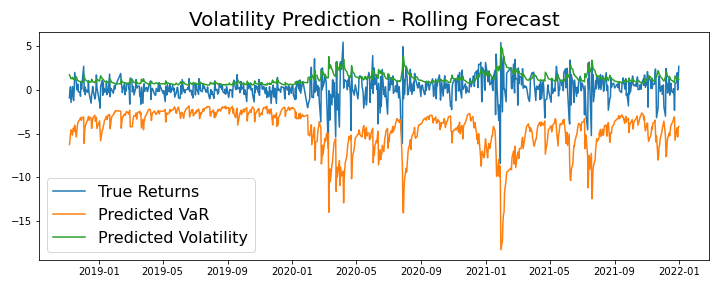 Volatility Prediction - Rolling Forecast
5
0
−5
−10
−15
True Returns
Predicted VaR
Predicted Volatility
2019-01 2019-05 2019-09 2020-01 2020-05 2020-09 2021-01 2021-05 2021-09 2022-01